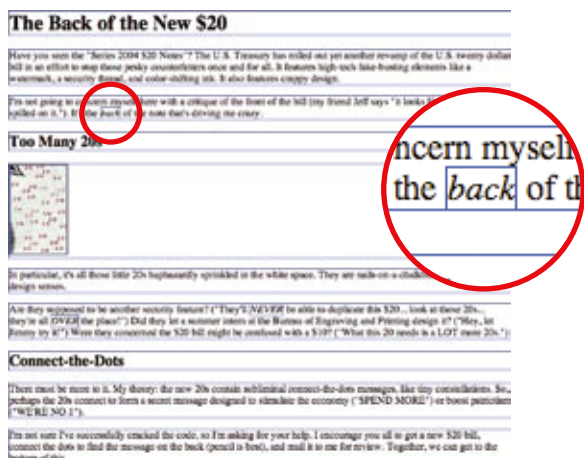 The Back of the New $20
Have you seen the "Series 2004 $20 Notes"? The U.S. Treasury has rolled out yet another revamp of the U.S. twenty dollar
bill in an effort to stop those pesky counterfeiters once and for all. It features high-tech fake-busting elements like a
watermark, a security thread, and color-shifting ink. It also features crappy design.
I'm not going to concern myself here with a critique of the front of the bill (my friend Jeff says "it looks
spilled on it."). It's the back of the note that's driving me crazy.
ncern myself
the back of th
Too Many 20s
In particular, it's all those little 20s haphazardly sprinkled in the white space. They are nails on a
design senses.
Are they supposed to be another security feature? ("They'll NEVER be able to duplicate this $20... look at those 20s...
they're all OVER the place!") Did they let a summer intern at the Bureau of Engraving and Printing design it? ("Hey, let
Jimmy try it!") Were they concerned the $20 bill might be confused with a $10? ("What this 20 needs is a LOT more 20s.")
Connect-the-Dots
There must be more to it. My theory: the new 20s contain subliminal connect-the-dots messages, like tiny constellations. So,
perhaps the 20s connect to form a secret message designed to stimulate the economy ("SPEND MORE") or boost patriotism
("WE'RE NO.1").
I'm not sure I've successfully cracked the code, so I'm asking for your help. I encourage you all to get a new $20 bill,
connect the dots to find the message on the back (pencil is best), and mail it to me for review. Together, we can get to the
bottom of this.